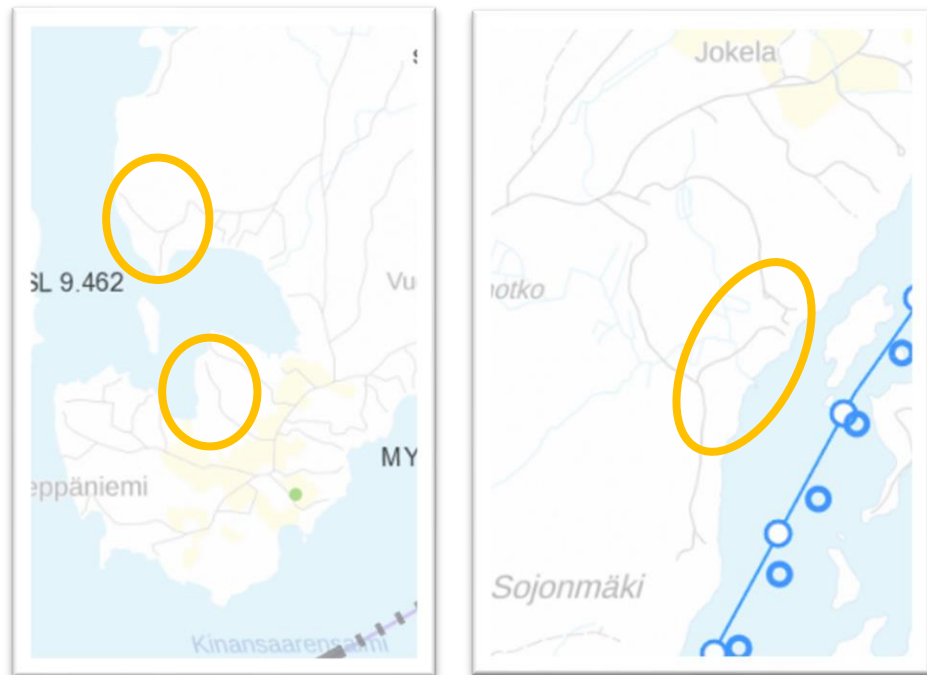 SL 9.462
Vu
MY
eppäniemi
Kinansaarensalmi
Jokela
notko
Sojonmäki